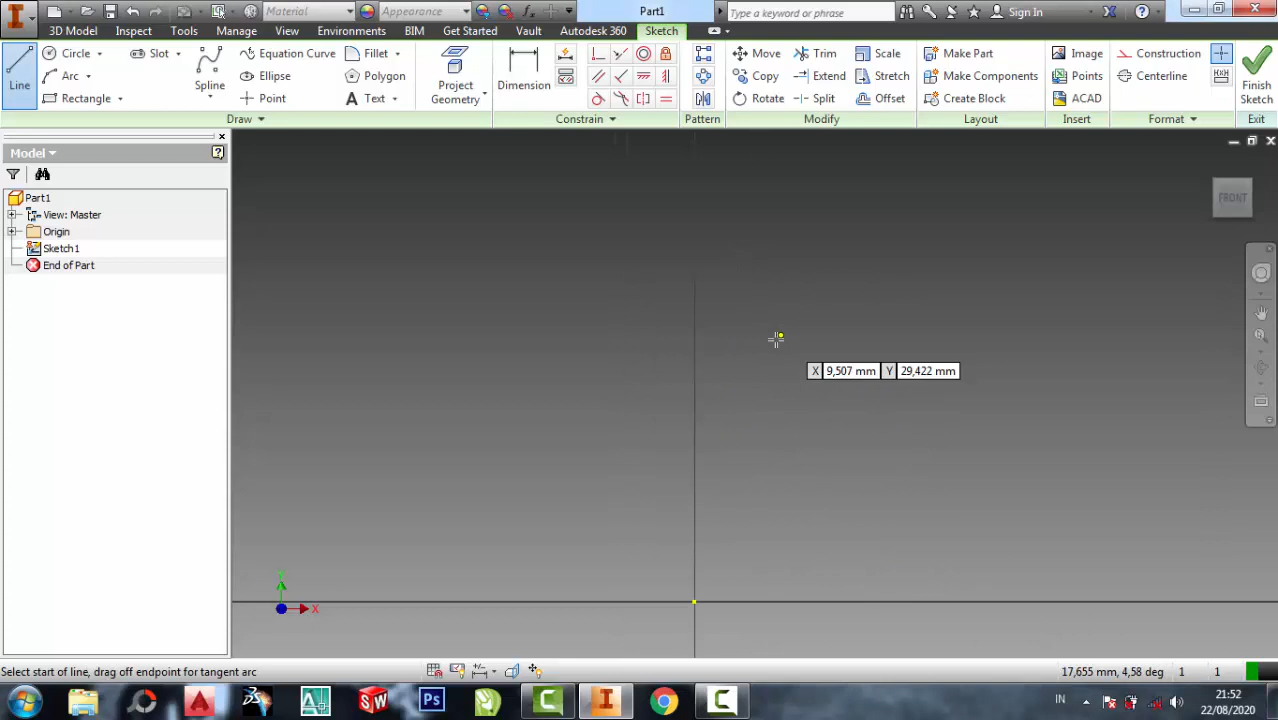 Material
Appearance
fx
Part1
Type a keyword or phrase
Sign In
3D Model
Inspect
Tools
Manage
View
Environments
BIM
Get Started
Vault
Autodesk 360
Sketch
Line
Circle
Arc
Rectangle
Slot
Spline
Equation Curve
Ellipse
Point
Fillet
Polygon
A Text
Project
Geometry
Dimension
Move
Copy
Rotate
Trim
Extend
Split
Scale
Stretch
Offset
Make Part
Make Components
Create Block
Image
Points
ACAD
Construction
Centerline
Finish
Sketch
Draw
Constrain
Pattern
Modify
Layout
Insert
Format
Exit
Model
Part1
View: Master
Origin
Sketch1
End of Part
FRONT
X 9,507 mm Y 29,422 mm
X
Select start of line, drag off endpoint for tangent arc
17,655 mm, 4,58 deg 1 1
IN
21:52
22/08/2020